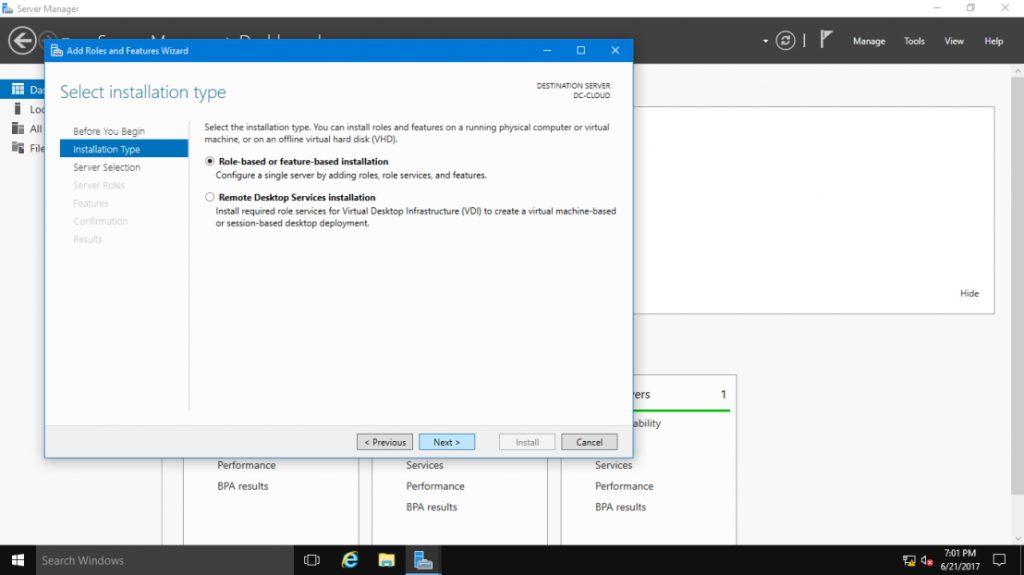 Server Manager
Manage
Tools
View
Help
Add Roles and Features Wizard
Select installation type
DESTINATION SERVER
DC-CLOUD
Before You Begin
Installation Type
Server Selection
Server Roles
Features
Confirmation
Results
Select the installation type. You can install roles and features on a running physical computer or virtual
machine, or on an offline virtual hard disk (VHD).
Role-based or feature-based installation
Configure a single server by adding roles, role services, and features.
Remote Desktop Services installation
Install required role services for Virtual Desktop Infrastructure (VDI) to create a virtual machine-based
or session-based desktop deployment.
< Previous
Next >
Install
Cancel
Das
Loc
All
File
Hide
vers 1
ability
Performance
BPA results
Services
Performance
BPA results
Services
Performance
BPA results
Search Windows
7:01 PM
6/21/2017